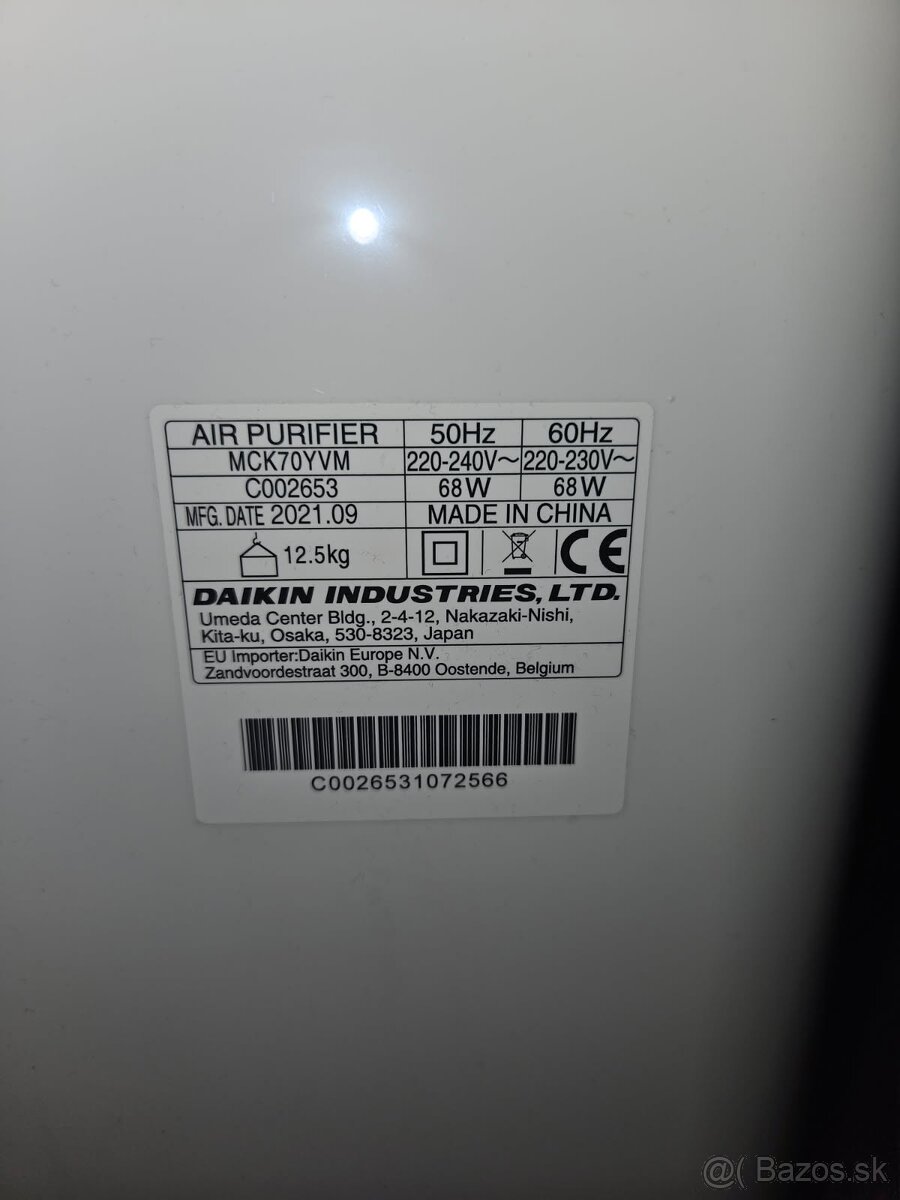 AIR PURIFIER 50Hz 60Hz
MCK70YVM 220-240V~ 220-230V~
C002653 68W 68W
MFG. DATE 2021.09 MADE IN CHINA
12.5kg CE
DAIKIN INDUSTRIES, LTD.
Umeda Center Bldg., 2-4-12, Nakazaki-Nishi,
Kita-ku, Osaka, 530-8323, Japan
EU Importer:Daikin Europe N.V.
Zandvoordestraat 300, B-8400 Oostende, Belgium
C0026531072566
@( Bazos.sk